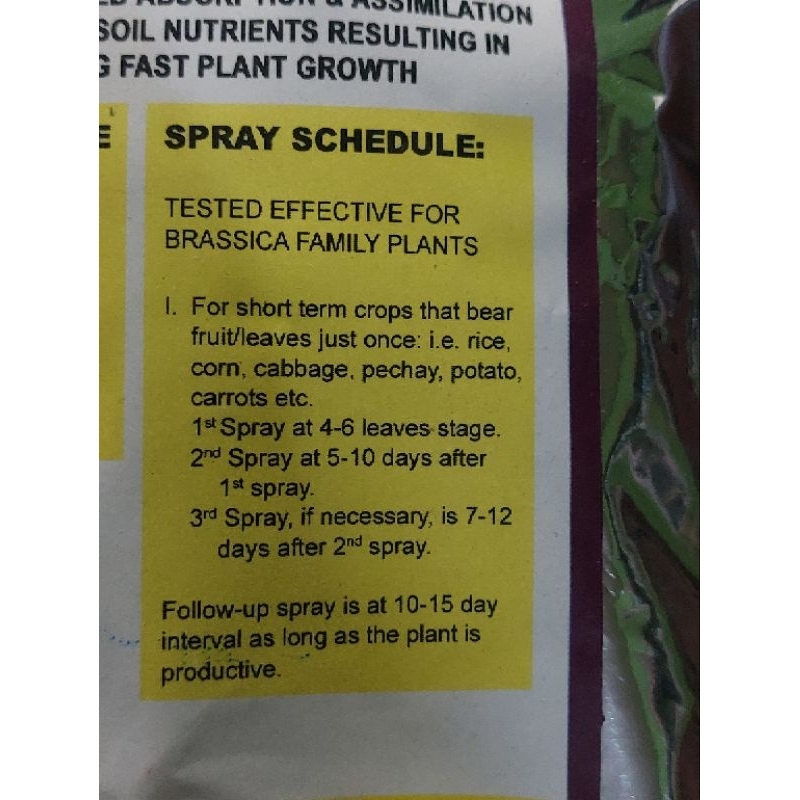 ABSORPTION & ASSIMILATION
SOIL NUTRIENTS RESULTING IN
G FAST PLANT GROWTH
E
SPRAY SCHEDULE:
TESTED EFFECTIVE FOR
BRASSICA FAMILY PLANTS
I. For short term crops that bear
fruit/leaves just once: i.e. rice,
corn, cabbage, pechay, potato,
carrots etc.
1st Spray at 4-6 leaves stage.
2nd Spray at 5-10 days after
1st spray.
3rd Spray, if necessary, is 7-12
days after 2nd spray.
Follow-up spray is at 10-15 day
interval as long as the plant is
productive.